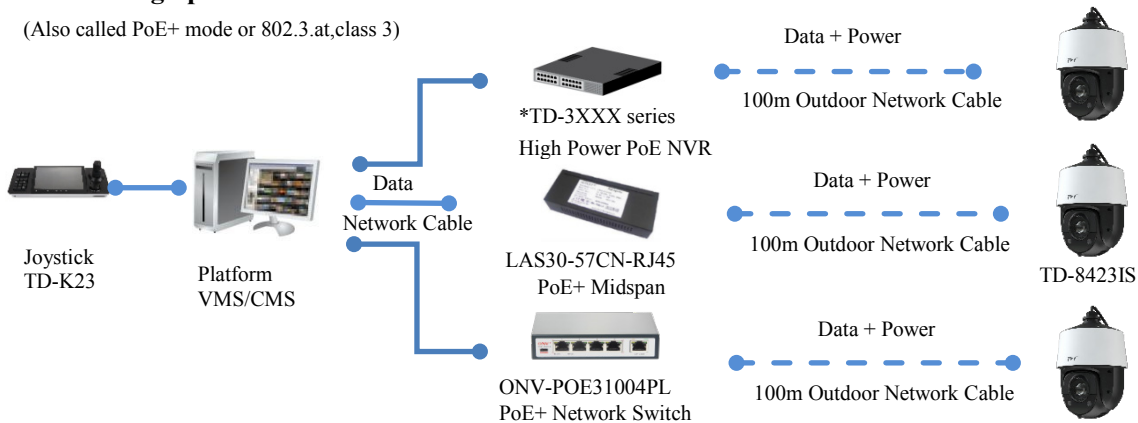 (Also called PoE+ mode or 802.3.at,class 3)
Data + Power
100m Outdoor Network Cable
*TD-3XXX series
High Power PoE NVR
Data
Network Cable
Data + Power
100m Outdoor Network Cable
Joystick
TD-K23
Platform
VMS/CMS
LAS30-57CN-RJ45
PoE+ Midspan
TD-8423IS
Data + Power
100m Outdoor Network Cable
ONV-POE31004PL
PoE+ Network Switch